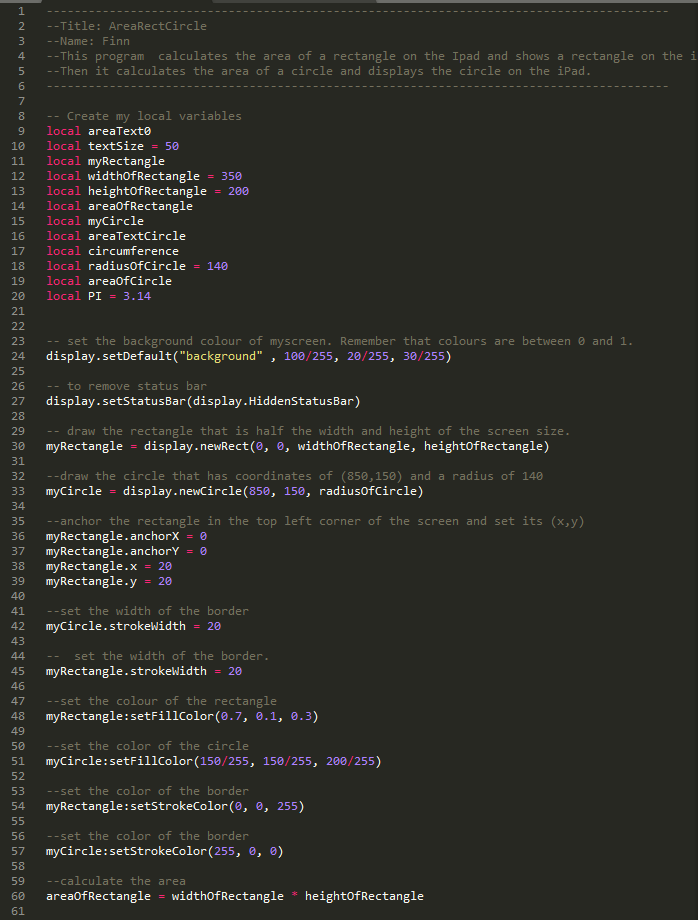 1 -----------------------------------------------------------------------------------------
2 --Title: AreaRectCircle
3 --Name: Finn
4 --This program  calculates the area of a rectangle on the Ipad and shows a rectangle on the i
5 --Then it calculates the area of a circle and displays the circle on the iPad.
6 -----------------------------------------------------------------------------------------
7
8 -- Create my local variables
9 local areaText0
10 local textSize = 50
11 local myRectangle
12 local widthOfRectangle = 350
13 local heightOfRectangle = 200
14 local areaOfRectangle
15 local myCircle
16 local areaTextCircle
17 local circumference
18 local radiusOfCircle = 140
19 local areaOfCircle
20 local PI = 3.14
21
22
23 -- set the background colour of myscreen. Remember that colours are between 0 and 1.
24 display.setDefault("background" , 100/255, 20/255, 30/255)
25
26 -- to remove status bar
27 display.setStatusBar(display.HiddenStatusBar)
28
29 -- draw the rectangle that is half the width and height of the screen size.
30 myRectangle = display.newRect(0, 0, widthOfRectangle, heightOfRectangle)
31
32 --draw the circle that has coordinates of (850,150) and a radius of 140
33 myCircle = display.newCircle(850, 150, radiusOfCircle)
34
35 --anchor the rectangle in the top left corner of the screen and set its (x,y)
36 myRectangle.anchorX = 0
37 myRectangle.anchorY = 0
38 myRectangle.x = 20
39 myRectangle.y = 20
40
41 --set the width of the border
42 myCircle.strokeWidth = 20
43
44 --  set the width of the border.
45 myRectangle.strokeWidth = 20
46
47 --set the colour of the rectangle
48 myRectangle:setFillColor(0.7, 0.1, 0.3)
49
50 --set the color of the circle
51 myCircle:setFillColor(150/255, 150/255, 200/255)
52
53 --set the color of the border
54 myRectangle:setStrokeColor(0, 0, 255)
55
56 --set the color of the border
57 myCircle:setStrokeColor(255, 0, 0)
58
59 --calculate the area
60 areaOfRectangle = widthOfRectangle * heightOfRectangle
61